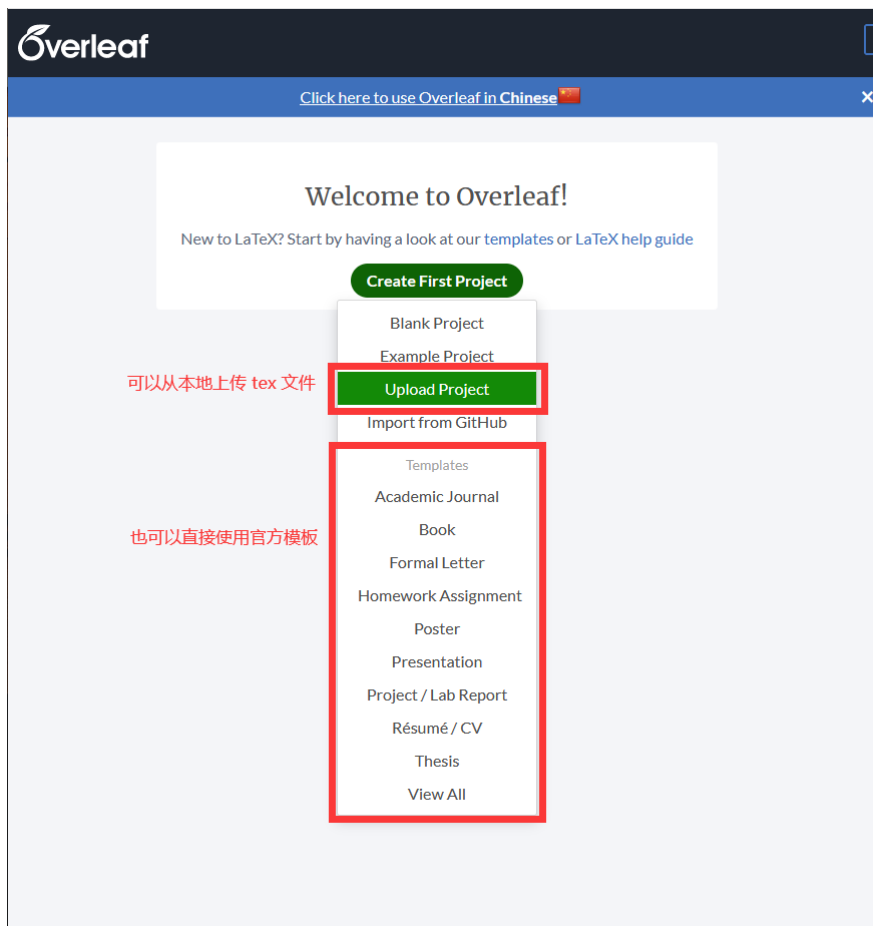 Overleaf
Click here to use Overleaf in Chinese
Welcome to Overleaf!
New to LaTeX? Start by having a look at our templates or LaTeX help guide
Create First Project
Blank Project
Example Project
可以从本地上传 tex 文件
Upload Project
Import from GitHub
Templates
Academic Journal
也可以直接使用官方模板
Book
Formal Letter
Homework Assignment
Poster
Presentation
Project / Lab Report
Résumé / CV
Thesis
View All